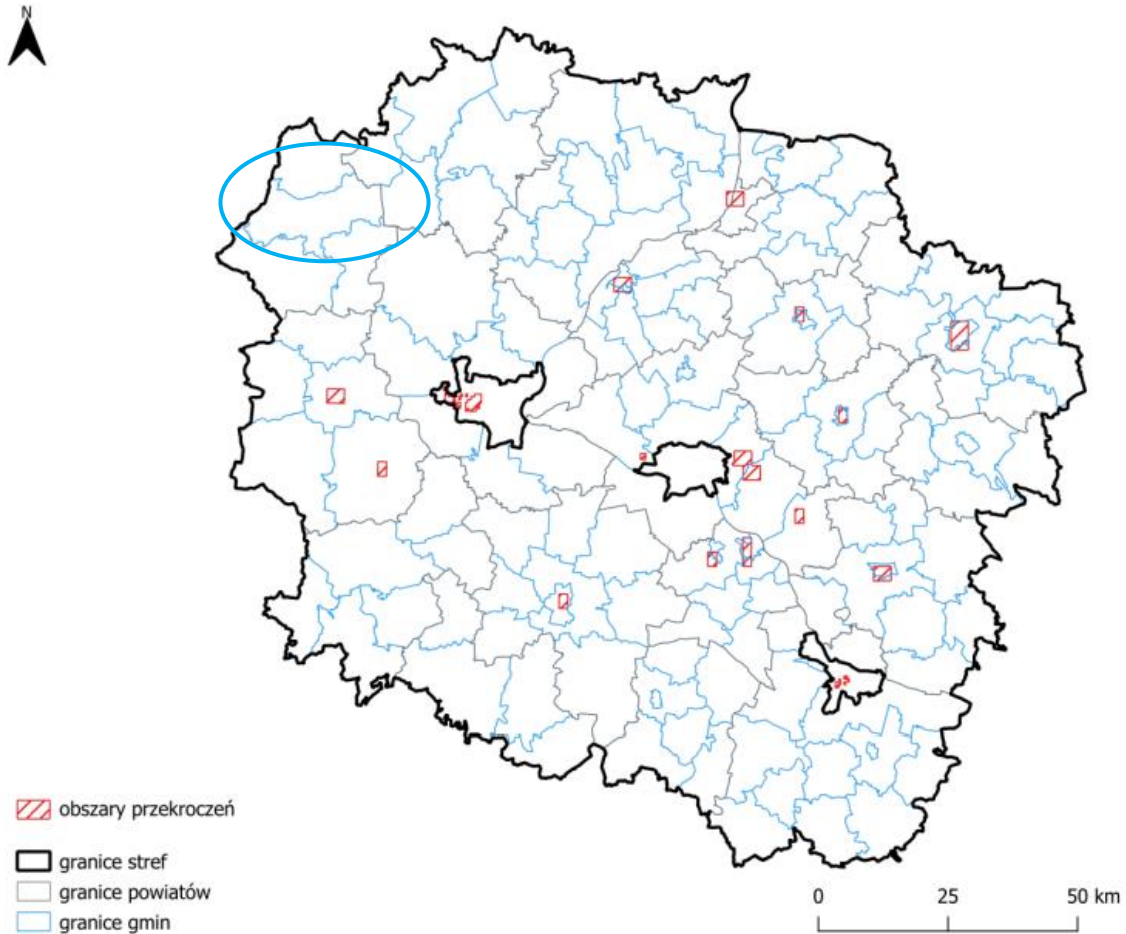 N
obszary przekroczeń
granice stref
granice powiatów
granice gmin
0 25 50 km